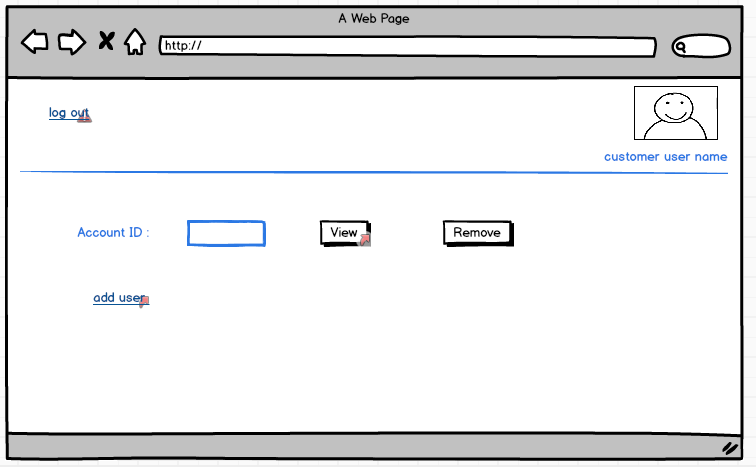 A Web Page
http://
log out
customer user name
Account ID :
View
Remove
add user